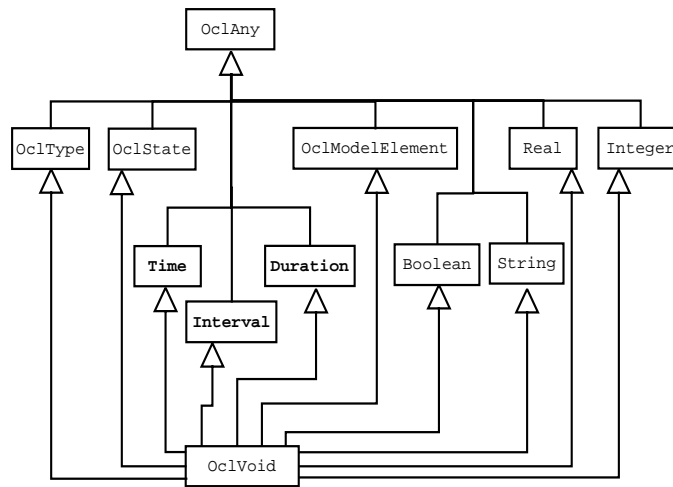 OclAny
OclType
OclState
OclModelElement
Real
Integer
Time
Duration
Boolean
String
Interval
OclVoid